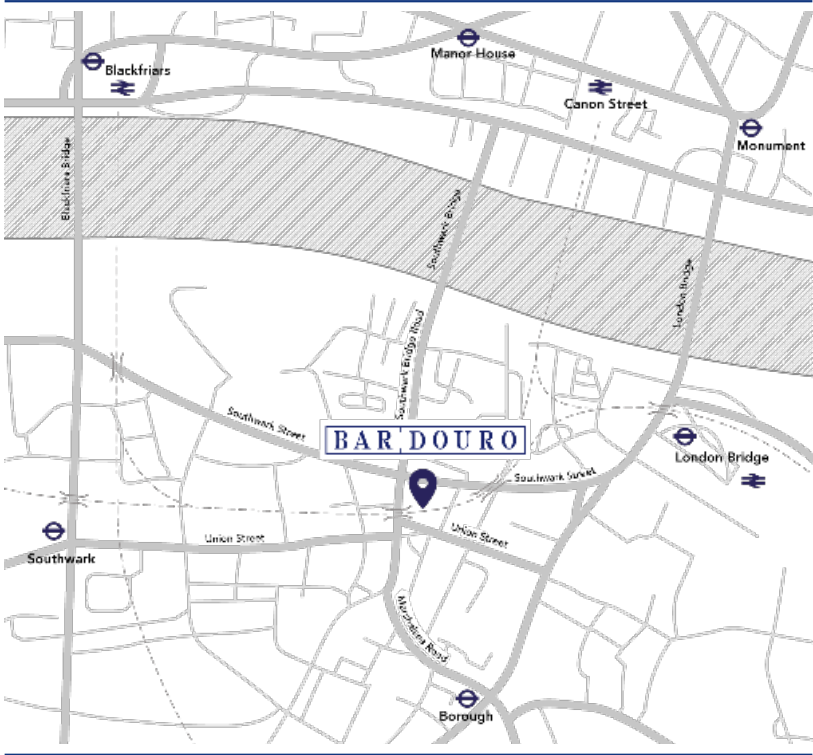 Manor House
Blackfriars
Canon Street
Monument
Blackfriars Bridge
Southwark Bridge
London Bridge
Southwark Bridge Road
Southwark Street
BAR DOURO
London Bridge
Southwark Street
Union Street
Union Street
Southwark
Marshalsea Road
Borough